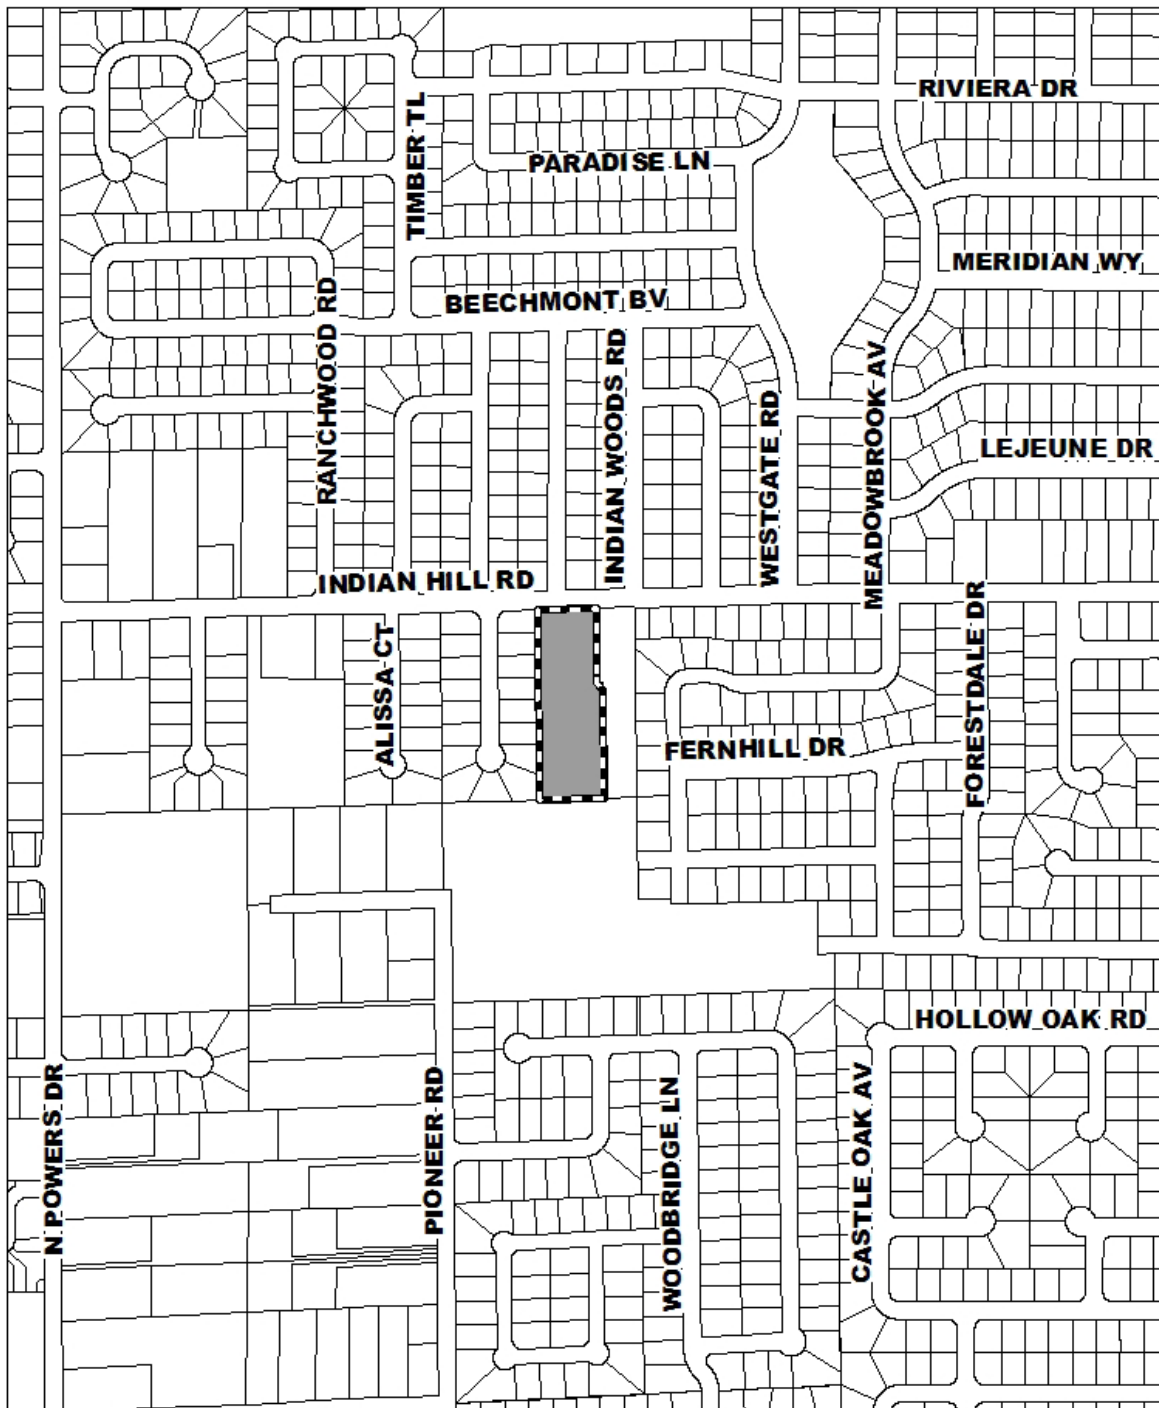 RIVIERA DR
TIMBER TL
PARADISE LN
MERIDIAN WY
BEECHMONT BV
RANCHWOOD RD
INDIAN WOODS RD
WESTGATE RD
MEADOWBROOK AV
LEJEUNE DR
INDIAN HILL RD
ALISSA CT
FORESTDALE DR
FERNHILL DR
HOLLOW OAK RD
N POWERS DR
PIONEER RD
WOODBRIDGE LN
CASTLE OAK AV